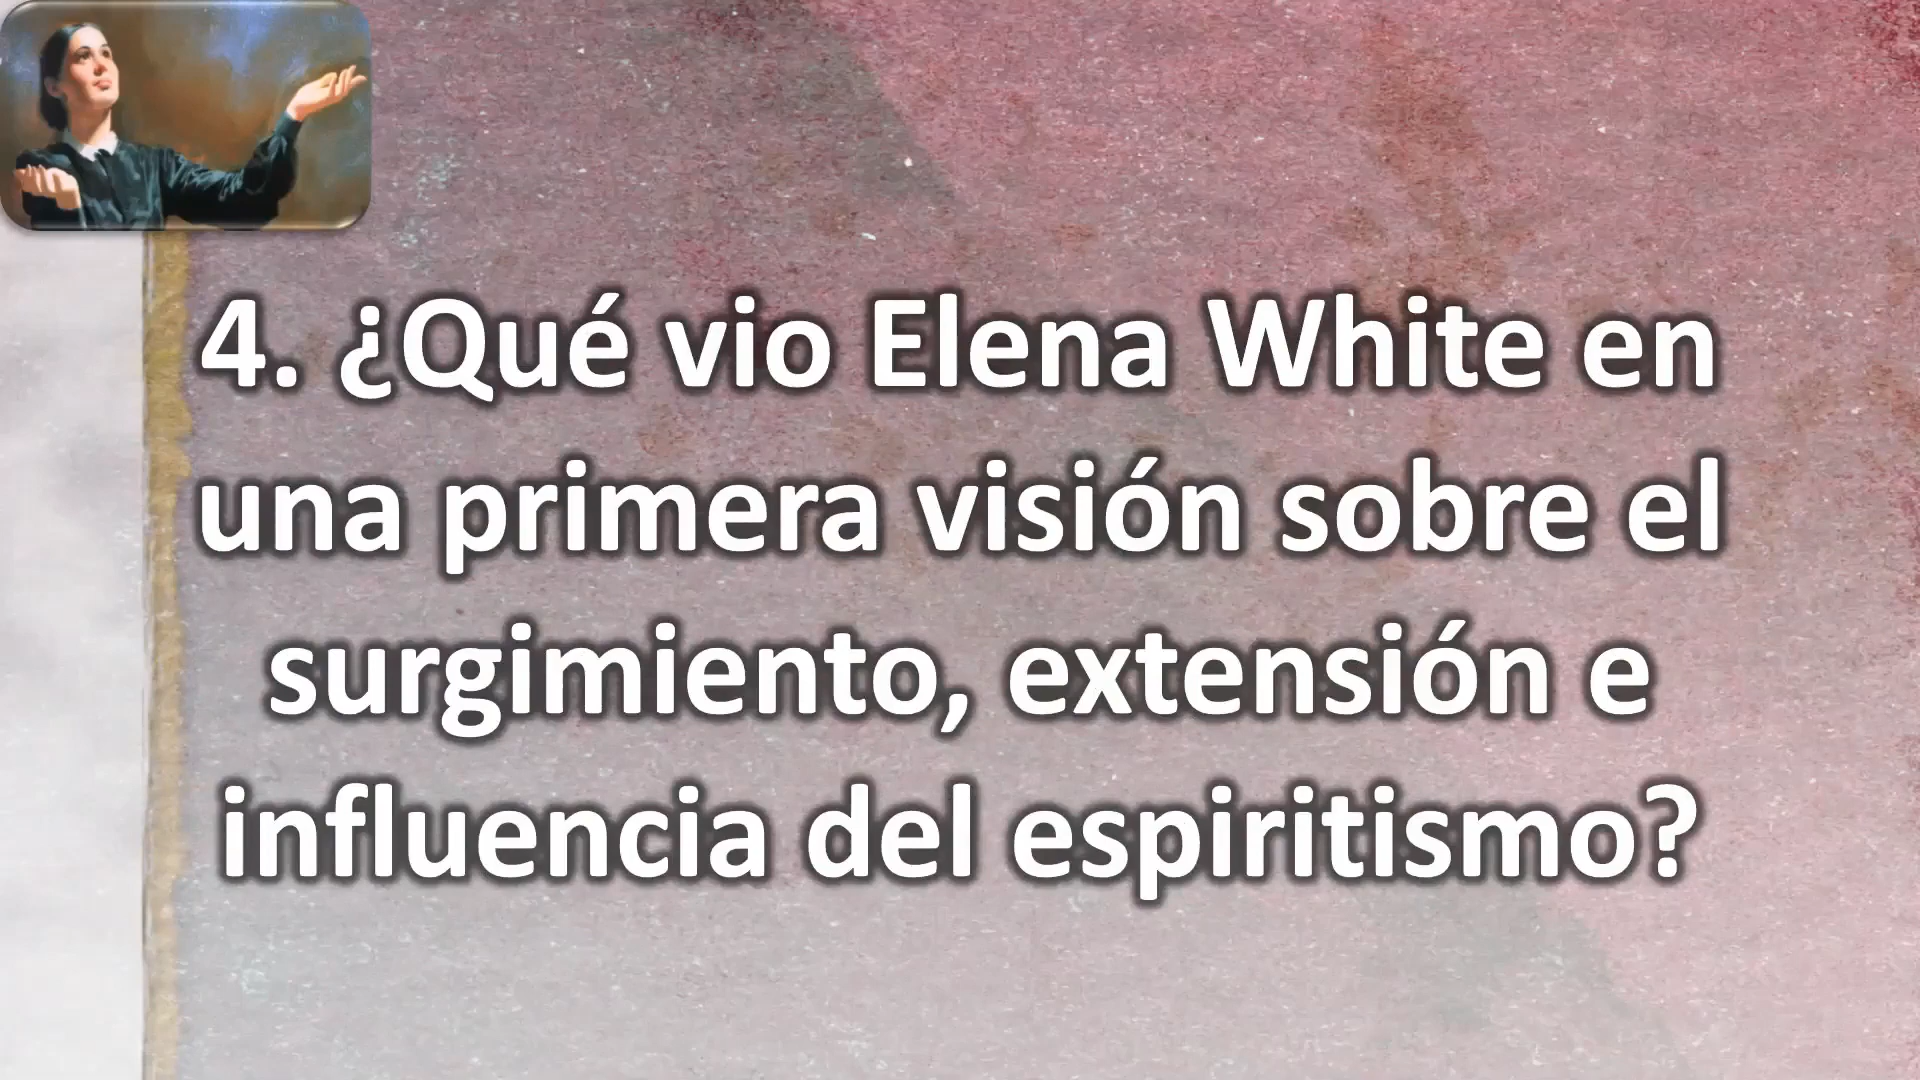 4. ¿Qué vio Elena White en
una primera visión sobre el
surgimiento, extensión e
influencia del espiritismo?